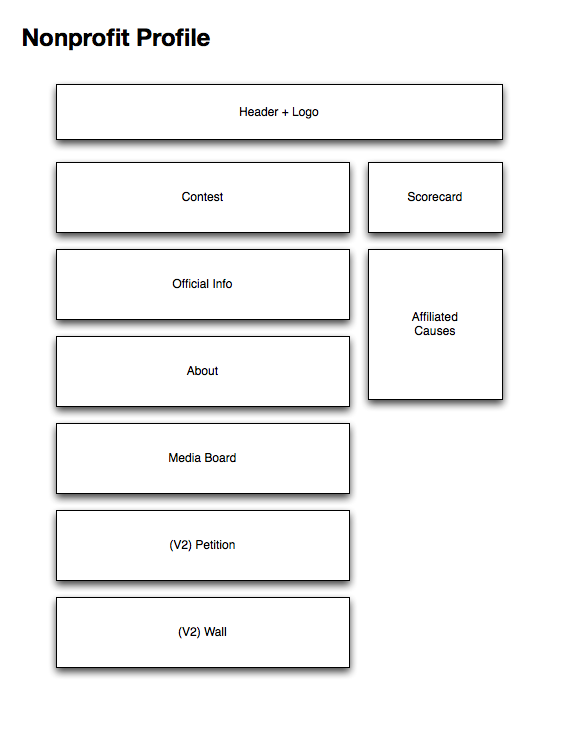 Nonprofit Profile
Header + Logo
Contest
Scorecard
Official Info
Affiliated
Causes
About
Media Board
(V2) Petition
(V2) Wall